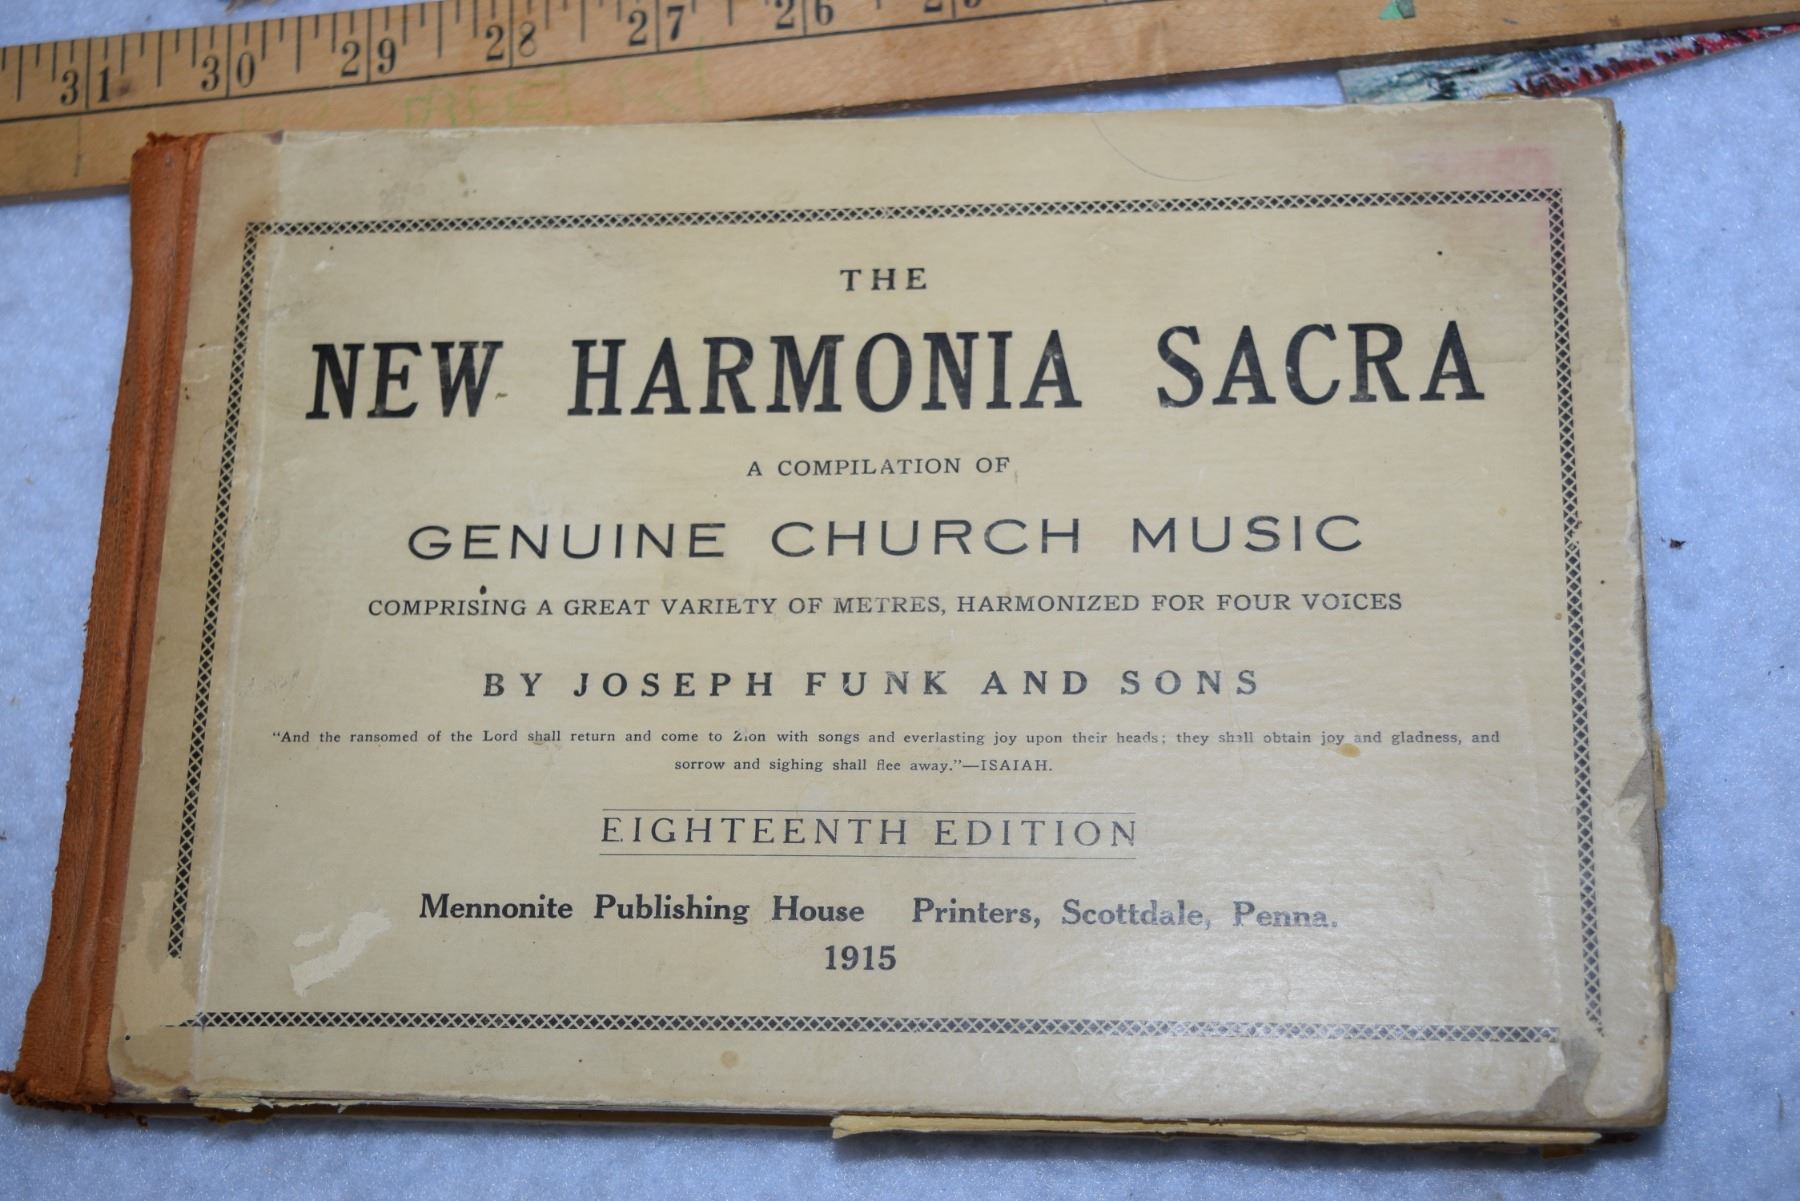 31 30 29 28 27 26
THE
NEW HARMONIA SACRA
A COMPILATION OF
GENUINE CHURCH MUSIC
COMPRISING A GREAT VARIETY OF METRES, HARMONIZED FOR FOUR VOICES
BY JOSEPH FUNK AND SONS
"And the ransomed of the Lord shall return and come to Zion with songs and everlasting joy upon their heads; they shall obtain joy and gladness, and
sorrow and sighing shall flee away."—ISAIAH.
EIGHTEENTH EDITION
Mennonite Publishing House Printers, Scottdale, Penna.
1915